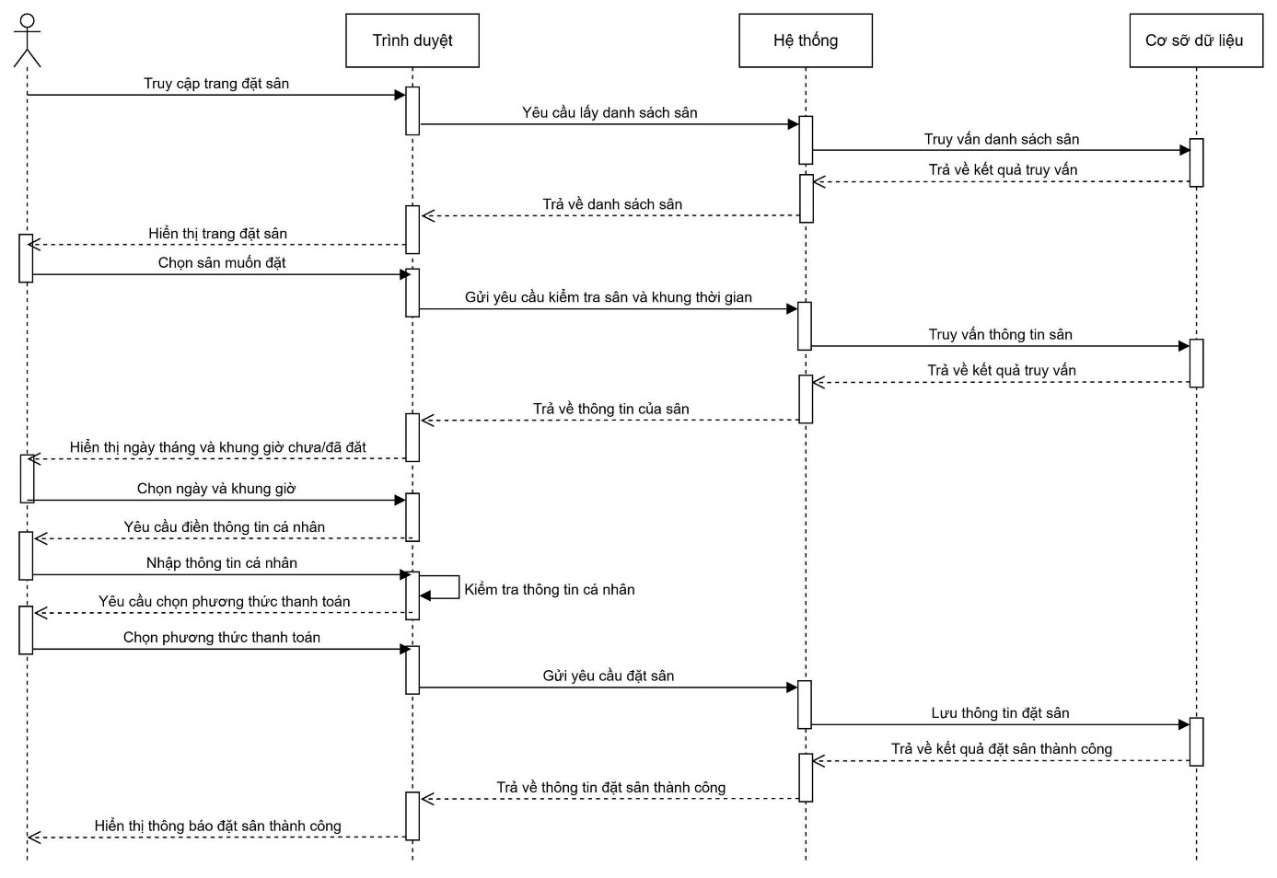 Trình duyệt
Hệ thống
Cơ sỡ dữ liệu
Truy cập trang đặt sân
Yêu cầu lấy danh sách sân
Truy vấn danh sách sân
Trả về kết quả truy vấn
Trả về danh sách sân
Hiển thị trang đặt sân
Chọn sân muốn đặt
Gửi yêu cầu kiểm tra sân và khung thời gian
Truy vấn thông tin sân
Trả về kết quả truy vấn
Trả về thông tin của sân
Hiển thị ngày tháng và khung giờ chưa/đã đăt
Chọn ngày và khung giờ
Yêu cầu điền thông tin cá nhân
Nhập thông tin cá nhân
Kiểm tra thông tin cá nhân
Yêu cầu chọn phương thức thanh toán
Chọn phương thức thanh toán
Gửi yêu cầu đặt sân
Lưu thông tin đặt sân
Trả về kết quả đặt sân thành công
Trả về thông tin đặt sân thành công
Hiển thị thông báo đặt sân thành công